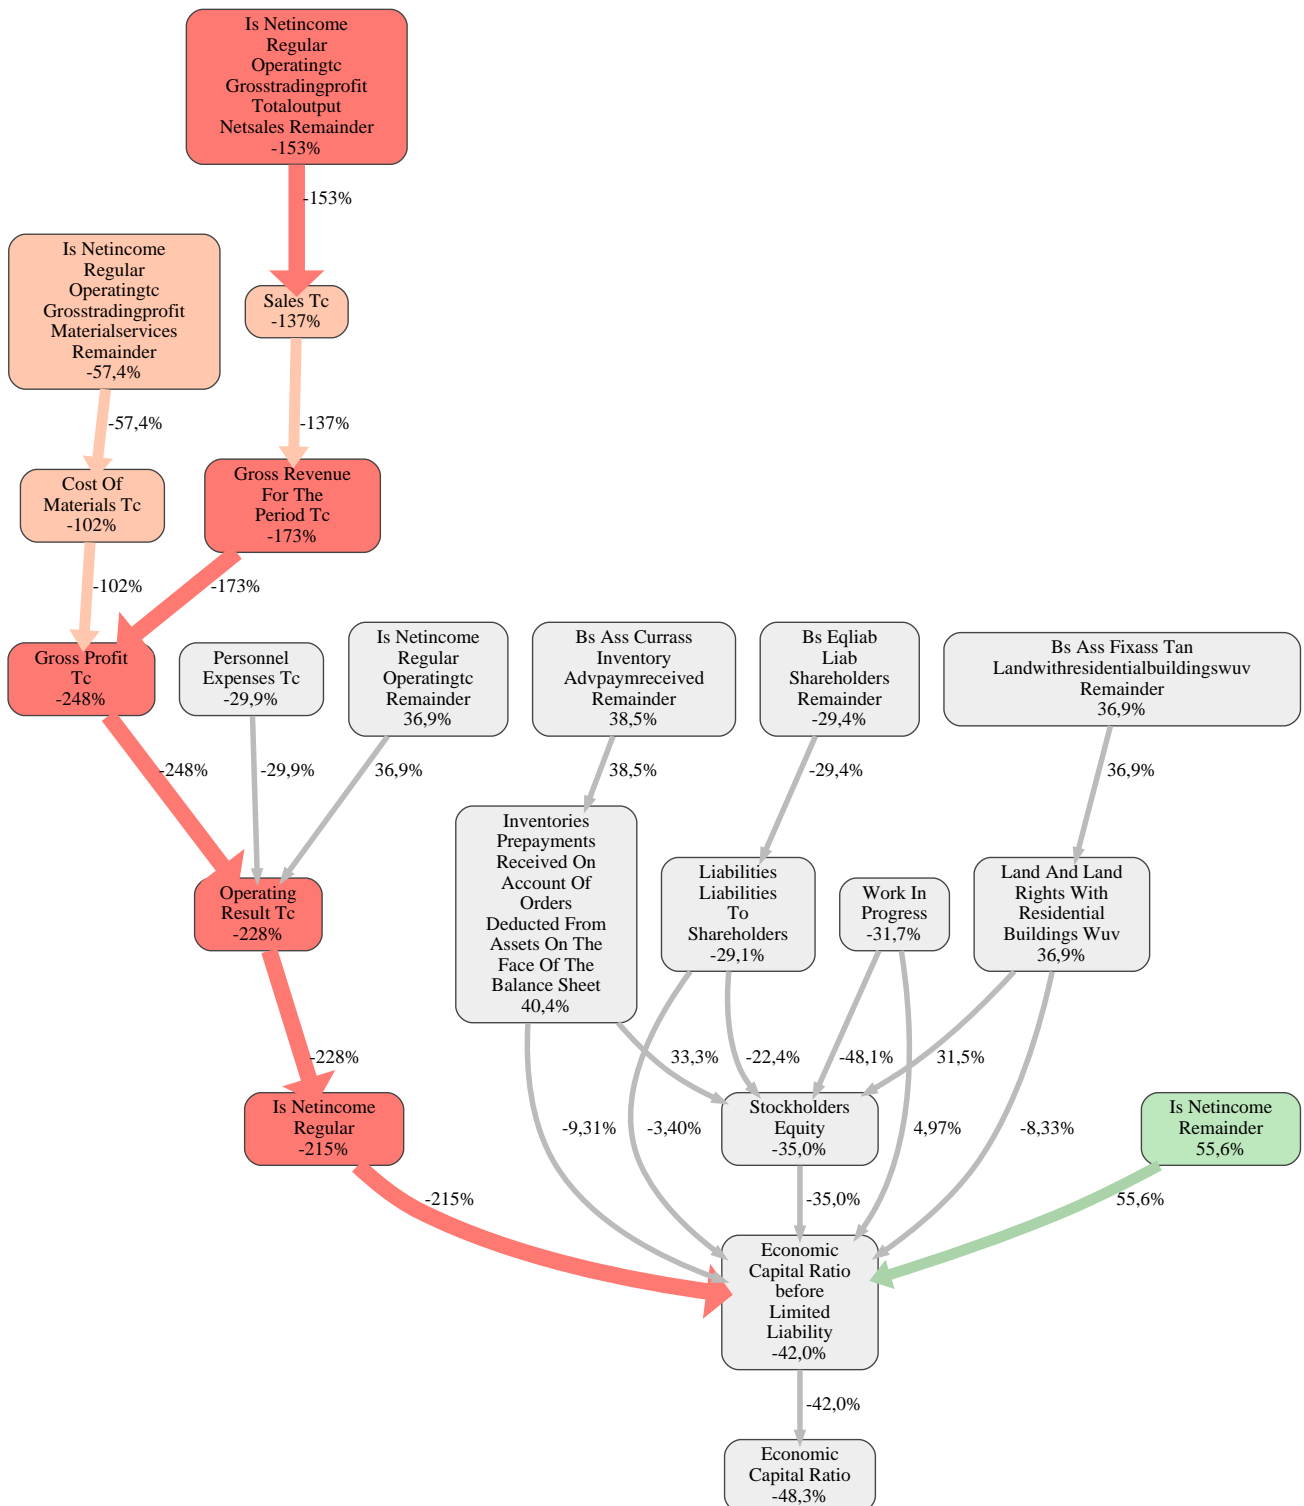 Is Netincome
Regular
Operatingtc
Grosstradingprofit
Totaloutput
Netsales Remainder
-153%
-153%
Is Netincome
Regular
Operatingtc
Grosstradingprofit
Materialservices
Remainder
-57,4%
Sales Tc
-137%
-57,4%
-137%
Cost Of
Materials Tc
-102%
Gross Revenue
For The
Period Tc
-173%
-102%
-173%
Gross Profit
Tc
-248%
Personnel
Expenses Tc
-29,9%
Is Netincome
Regular
Operatingtc
Remainder
36,9%
Bs Ass Currass
Inventory
Advpaymreceived
Remainder
38,5%
Bs Eqliab
Liab
Shareholders
Remainder
-29,4%
Bs Ass Fixass Tan
Landwithresidentialbuildingswuv
Remainder
36,9%
-248%
-29,9%
36,9%
38,5%
-29,4%
36,9%
Operating
Result Tc
-228%
Inventories
Prepayments
Received On
Account Of
Orders
Deducted From
Assets On The
Face Of The
Balance Sheet
40,4%
Liabilities
Liabilities
To
Shareholders
-29,1%
Work In
Progress
-31,7%
Land And Land
Rights With
Residential
Buildings Wuv
36,9%
-228%
33,3%
-22,4%
-48,1%
31,5%
Is Netincome
Regular
-215%
-9,31%
-3,40%
Stockholders
Equity
-35,0%
4,97%
-8,33%
Is Netincome
Remainder
55,6%
-215%
-35,0%
55,6%
Economic
Capital Ratio
before
Limited
Liability
-42,0%
-42,0%
Economic
Capital Ratio
-48,3%